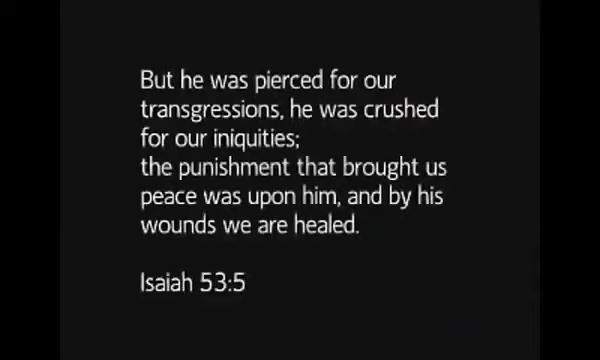 But he was pierced for our
transgressions, he was crushed
for our iniquities;
the punishment that brought us
peace was upon him, and by his
wounds we are healed.
Isaiah 53:5